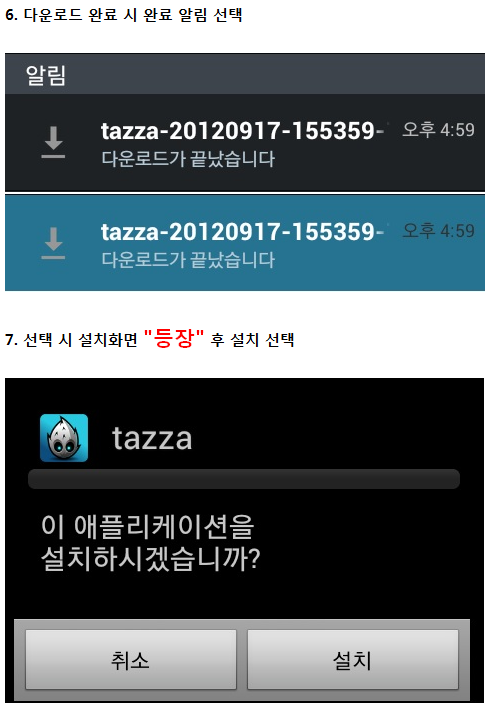 6. 다운로드 완료 시 완료 알림 선택
알림
tazza-20120917-155359- 오후 4:59
다운로드가 끝났습니다
tazza-20120917-155359- 오후 4:59
다운로드가 끝났습니다
7. 선택 시 설치화면 "등장" 후 설치 선택
tazza
이 애플리케이션을
설치하시겠습니까?
취소 설치